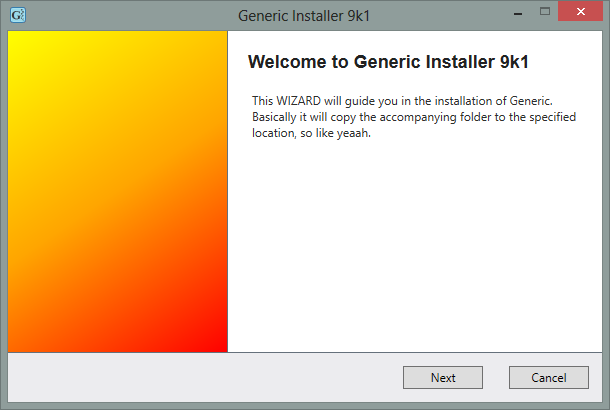 Generic Installer 9k1
Welcome to Generic Installer 9k1
This WIZARD will guide you in the installation of Generic.
Basically it will copy the accompanying folder to the specified
location, so like yeaah.
Next
Cancel